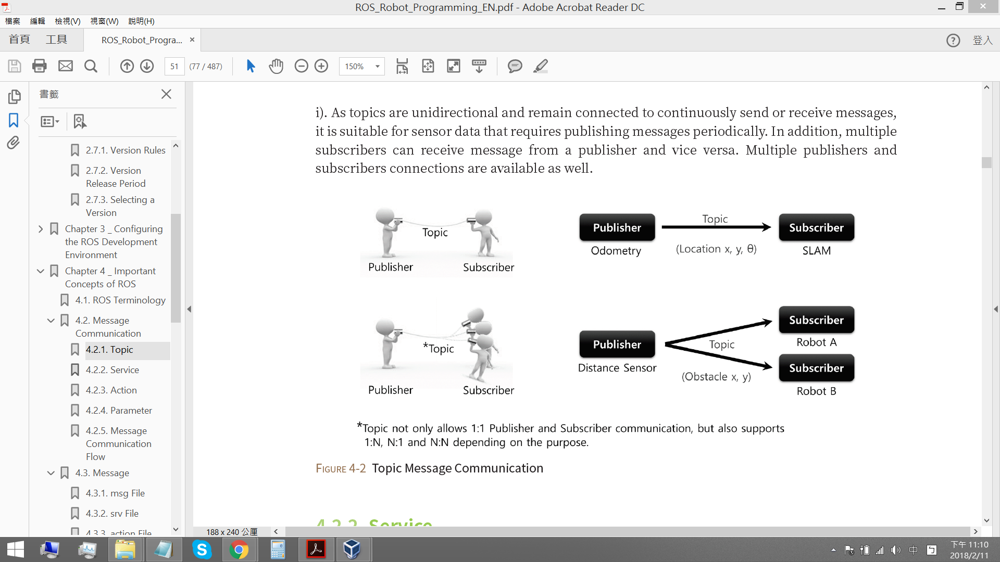 ROS_Robot_Programming_EN.pdf - Adobe Acrobat Reader DC
檔案 編輯 檢視(V) 視窗(W) 說明(H)
首頁 工具 ROS_Robot_Progra... × ? 登入
51 (77 / 487) 150%
書籤
2.7.1. Version Rules
2.7.2. Version
Release Period
2.7.3. Selecting a
Version
Chapter 3 _ Configuring
the ROS Development
Environment
Chapter 4 _ Important
Concepts of ROS
4.1. ROS Terminology
4.2. Message
Communication
4.2.1. Topic
4.2.2. Service
4.2.3. Action
4.2.4. Parameter
4.2.5. Message
Communication
Flow
4.3. Message
4.3.1. msg File
4.3.2. srv File
4.3.3. action File
i). As topics are unidirectional and remain connected to continuously send or receive messages,
it is suitable for sensor data that requires publishing messages periodically. In addition, multiple
subscribers can receive message from a publisher and vice versa. Multiple publishers and
subscribers connections are available as well.
Topic
Publisher Subscriber
Publisher Topic Subscriber
Odometry (Location x, y, θ) SLAM
*Topic
Publisher Subscriber
Publisher Topic Subscriber
Distance Sensor Robot A
(Obstacle x, y) Subscriber
Robot B
*Topic not only allows 1:1 Publisher and Subscriber communication, but also supports
1:N, N:1 and N:N depending on the purpose.
FIGURE 4-2 Topic Message Communication
4.2.2 Service
188 x 240 公厘
中 ㄅ 下午 11:10
2018/2/11